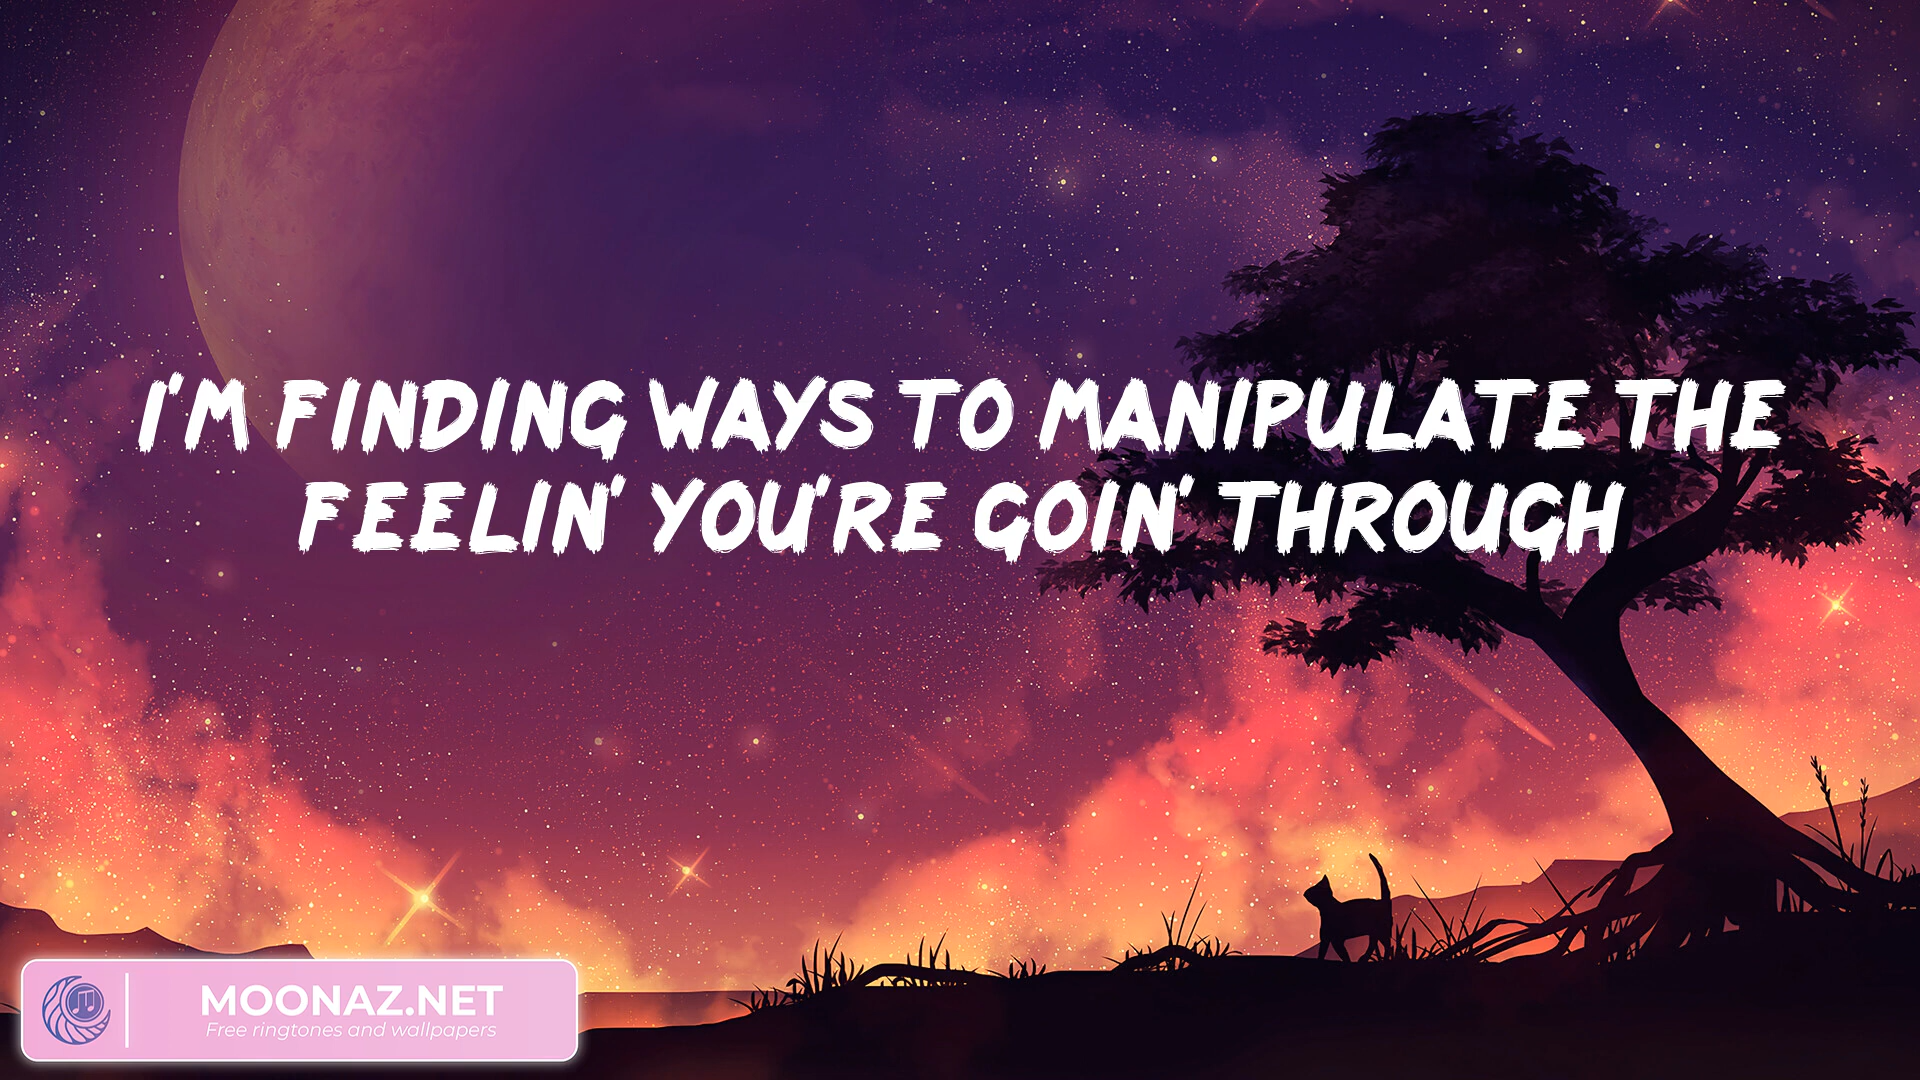 I'M FINDING WAYS TO MANIPULATE THE
FEELIN' YOU'RE GOIN' THROUGH
MOONAZ.NET
Free ringtones and wallpapers